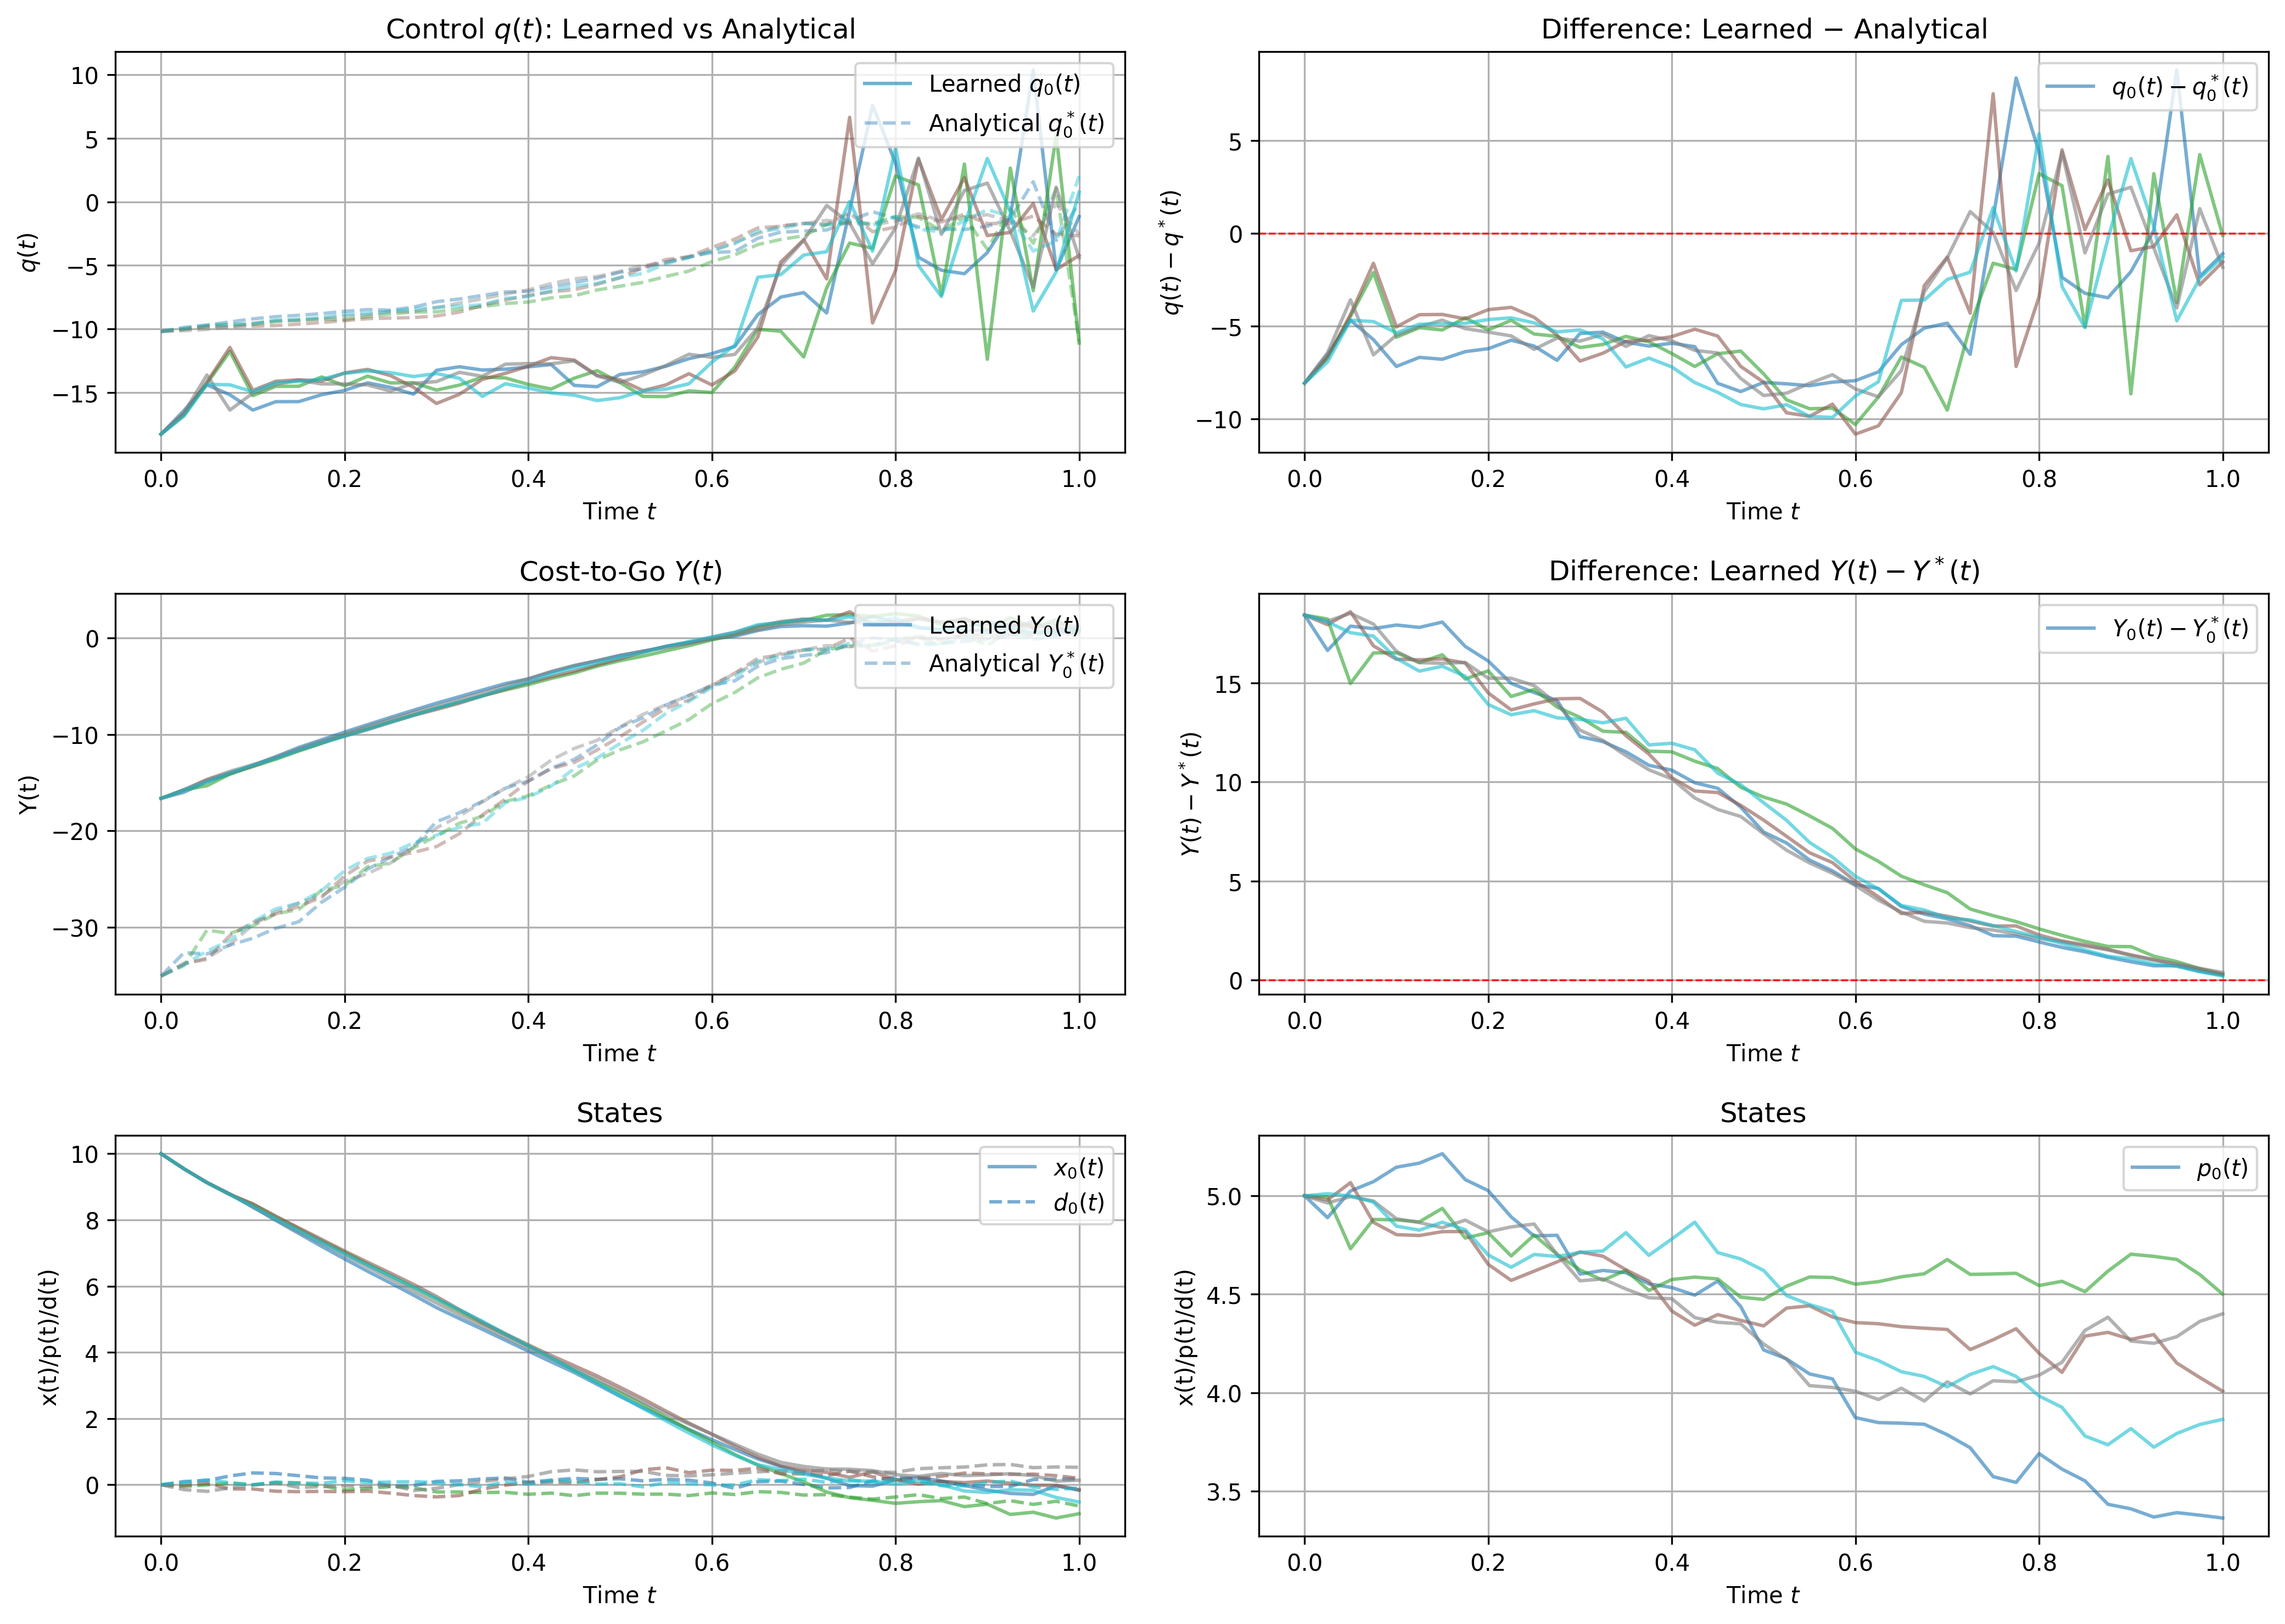 Control q(t): Learned vs Analytical
q(t)
10
5
0
−5
−10
−15
Learned q₀(t)
Analytical q₀*(t)
0.0 0.2 0.4 0.6 0.8 1.0
Time t
Difference: Learned − Analytical
q(t) − q*(t)
5
0
−5
−10
q₀(t) − q₀*(t)
0.0 0.2 0.4 0.6 0.8 1.0
Time t
Cost-to-Go Y(t)
Y(t)
0
−10
−20
−30
Learned Y₀(t)
Analytical Y₀*(t)
0.0 0.2 0.4 0.6 0.8 1.0
Time t
Difference: Learned Y(t) − Y*(t)
Y(t) − Y*(t)
15
10
5
0
Y₀(t) − Y₀*(t)
0.0 0.2 0.4 0.6 0.8 1.0
Time t
States
x(t)/p(t)/d(t)
10
8
6
4
2
0
x₀(t)
d₀(t)
0.0 0.2 0.4 0.6 0.8 1.0
Time t
States
x(t)/p(t)/d(t)
5.0
4.5
4.0
3.5
p₀(t)
0.0 0.2 0.4 0.6 0.8 1.0
Time t